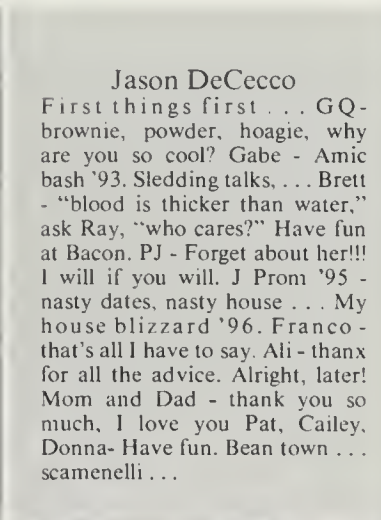 Jason DeCecco
First things first . . . GQ-
brownie, powder, hoagie, why
are you so cool? Gabe - Amic
bash '93. Sledding talks, . . . Brett
- "blood is thicker than water,"
ask Ray, "who cares?" Have fun
at Bacon. PJ - Forget about her!!!
I will if you will. J Prom '95 -
nasty dates, nasty house . . . My
house blizzard '96. Franco -
that's all I have to say. Ali - thanx
for all the advice. Alright, later!
Mom and Dad - thank you so
much, I love you Pat, Cailey,
Donna- Have fun. Bean town . . .
scamenelli . . .